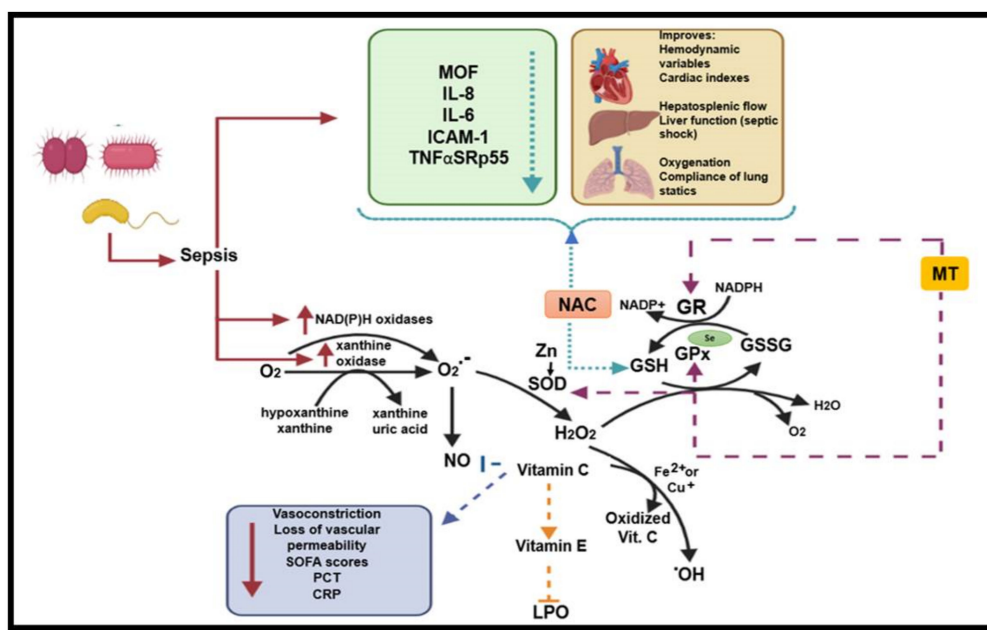 MOF
IL-8
IL-6
ICAM-1
TNFαSRp55
Improves:
Hemodynamic
variables
Cardiac indexes
Hepatosplenic flow
Liver function (septic
shock)
Oxygenation
Compliance of lung
statics
Sepsis
NAC
MT
NADP+
GR
NADPH
NAD(P)H oxidases
xanthine
oxidase
O2
O2·-
hypoxanthine
xanthine
xanthine
uric acid
Zn
SOD
GSH
GPx
Se
GSSG
H2O
O2
H2O2
NO
Vitamin C
Fe2+or
Cu+
Oxidized
Vit. C
·OH
Vitamin E
LPO
Vasoconstriction
Loss of vascular
permeability
SOFA scores
PCT
CRP